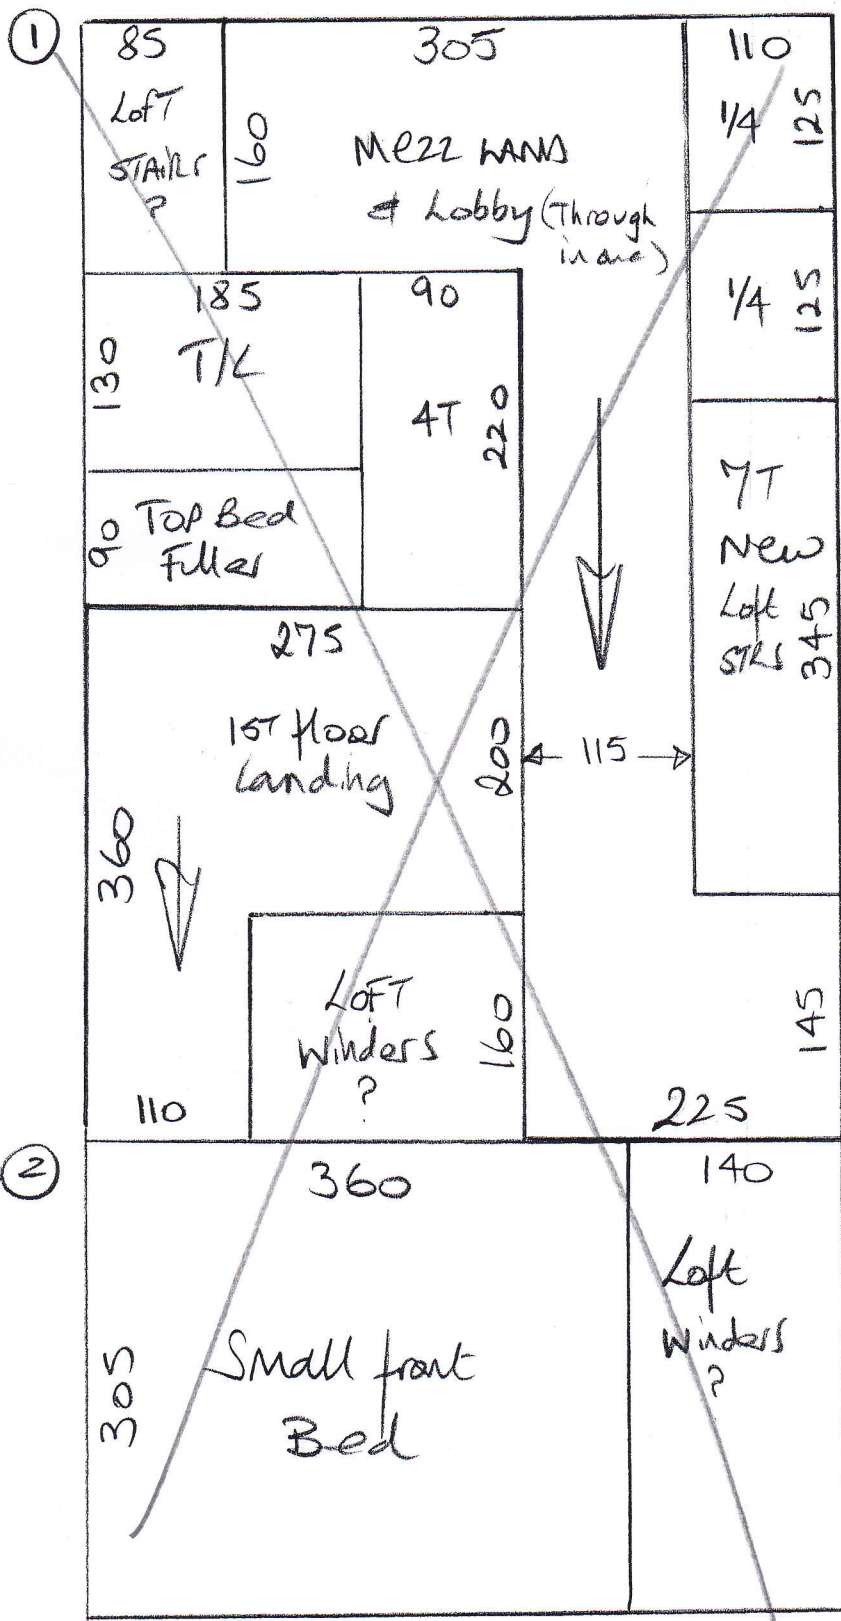 1
85
305
110
Loft
STAIRS
?
160
MEZZ LAND
& Lobby (Through
in one)
1/4
125
1/4
125
185
T/L
130
90
4T
220
90
Top Bed
Filler
7T
New
Loft
STRS
345
275
1ST floor
Landing
200
115
360
LOFT
Winders
?
160
145
110
225
2
360
140
Loft
Winders
?
305
Small front
Bed